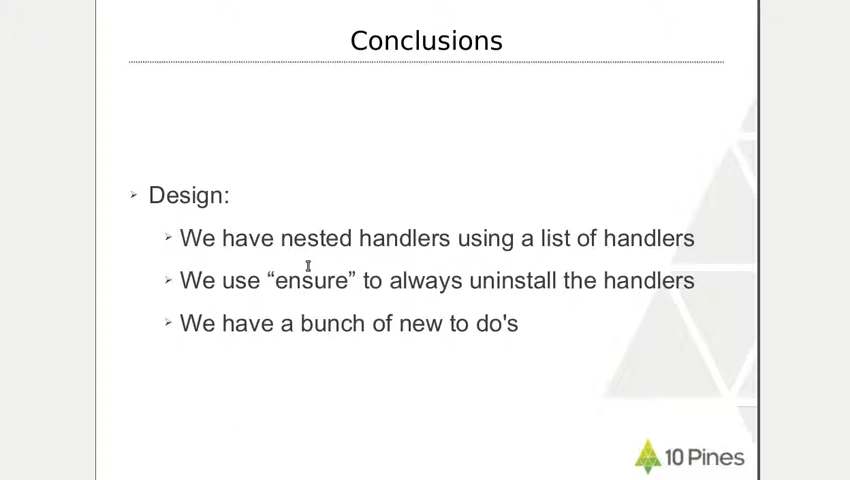 Conclusions
Design:
We have nested handlers using a list of handlers
We use “ensure” to always uninstall the handlers
We have a bunch of new to do's
10 Pines